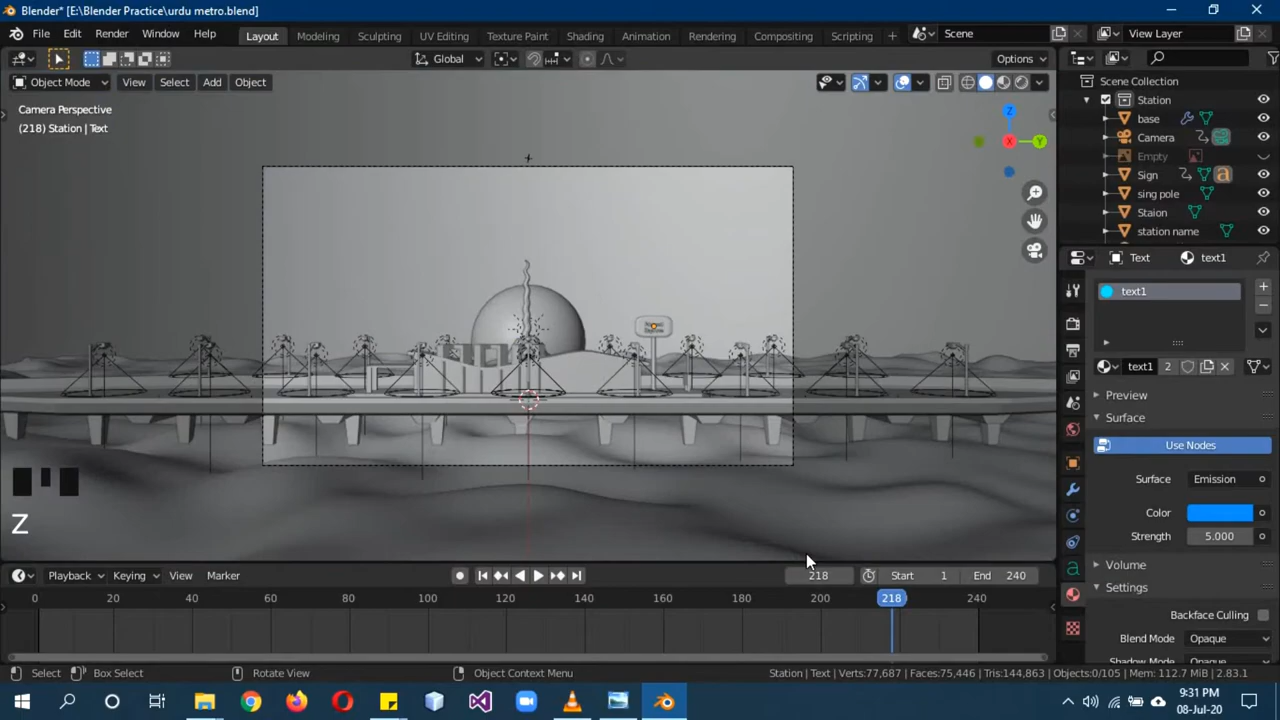 Blender* [E:\Blender Practice\urdu metro.blend]
File Edit Render Window Help Layout Modeling Sculpting UV Editing Texture Paint Shading Animation Rendering Compositing Scripting + Scene View Layer
Global Options
Object Mode View Select Add Object
Camera Perspective
(218) Station | Text
Z
Y
X
Scene Collection
Station
base
Camera
Empty
Sign
sing pole
Staion
station name
Text text1
text1
text1 2
Preview
Surface
Use Nodes
Surface Emission
Color
Strength 5.000
Volume
Settings
Backface Culling
Blend Mode Opaque
Shadow Mode Opaque
Z
Playback Keying View Marker 218 Start 1 End 240
0 20 40 60 80 100 120 140 160 180 200 218 240
Select Box Select Rotate View Object Context Menu Station | Text | Verts:77,687 | Faces:75,446 | Tris:144,863 | Objects:0/105 | Mem: 112.7 MiB | 2.83.1
9:31 PM
08-Jul-20